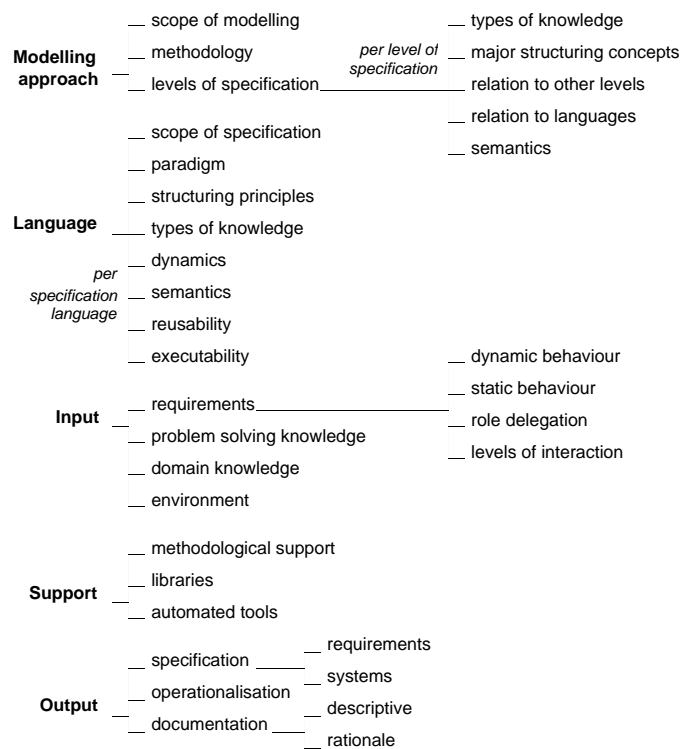 Modelling
approach
scope of modelling
methodology
levels of specification
per level of
specification
types of knowledge
major structuring concepts
relation to other levels
relation to languages
semantics
Language
per
specification
language
scope of specification
paradigm
structuring principles
types of knowledge
dynamics
semantics
reusability
executability
Input
requirements
problem solving knowledge
domain knowledge
environment
dynamic behaviour
static behaviour
role delegation
levels of interaction
Support
methodological support
libraries
automated tools
Output
specification
operationalisation
documentation
requirements
systems
descriptive
rationale